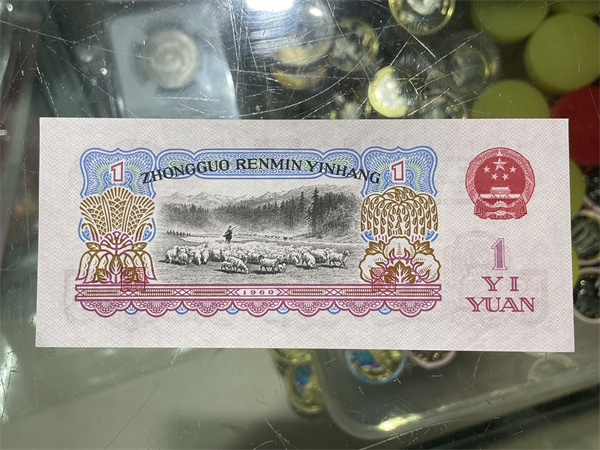 1
ZHONGGUO RENMIN YINHANG
1
1960
1
YI
YUAN